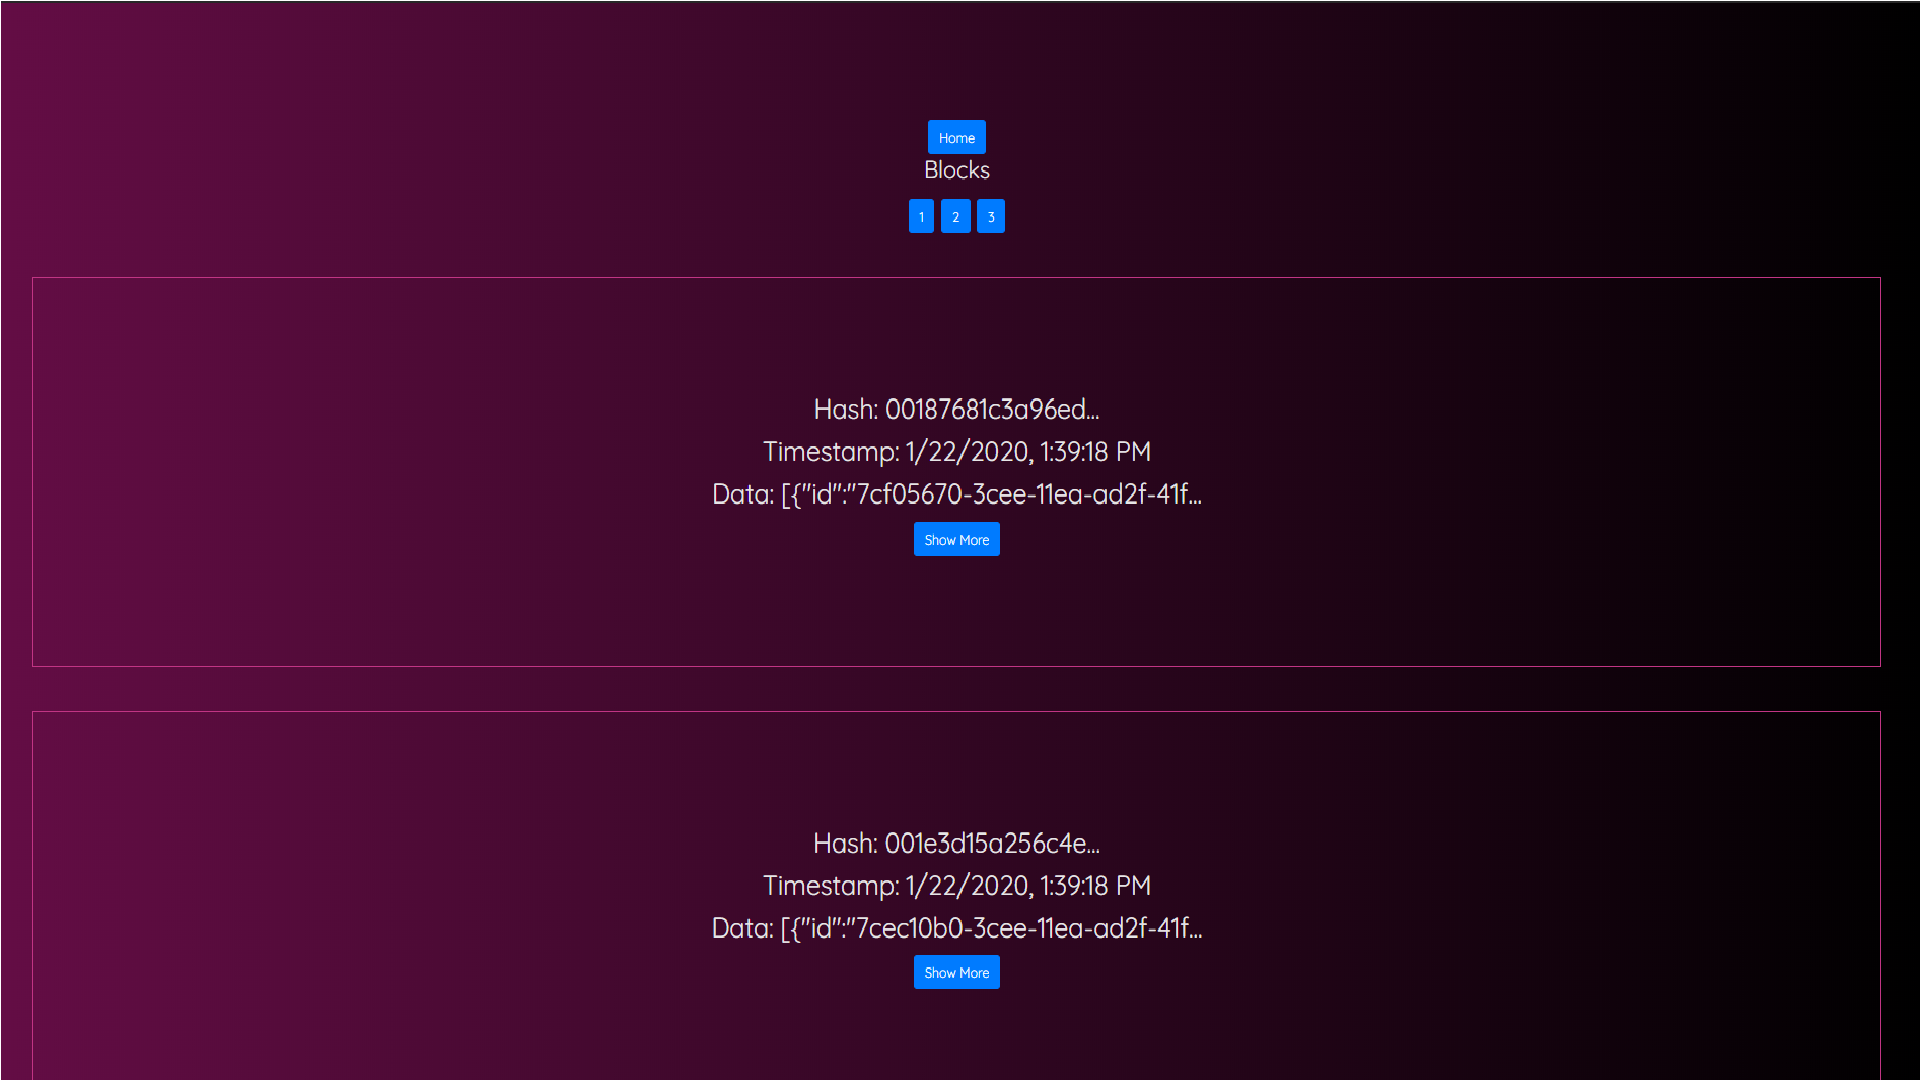 Home
Blocks
1 2 3
Hash: 00187681c3a96ed...
Timestamp: 1/22/2020, 1:39:18 PM
Data: [{"id":"7cf05670-3cee-11ea-ad2f-41f...
Show More
Hash: 001e3d15a256c4e...
Timestamp: 1/22/2020, 1:39:18 PM
Data: [{"id":"7cec10b0-3cee-11ea-ad2f-41f...
Show More